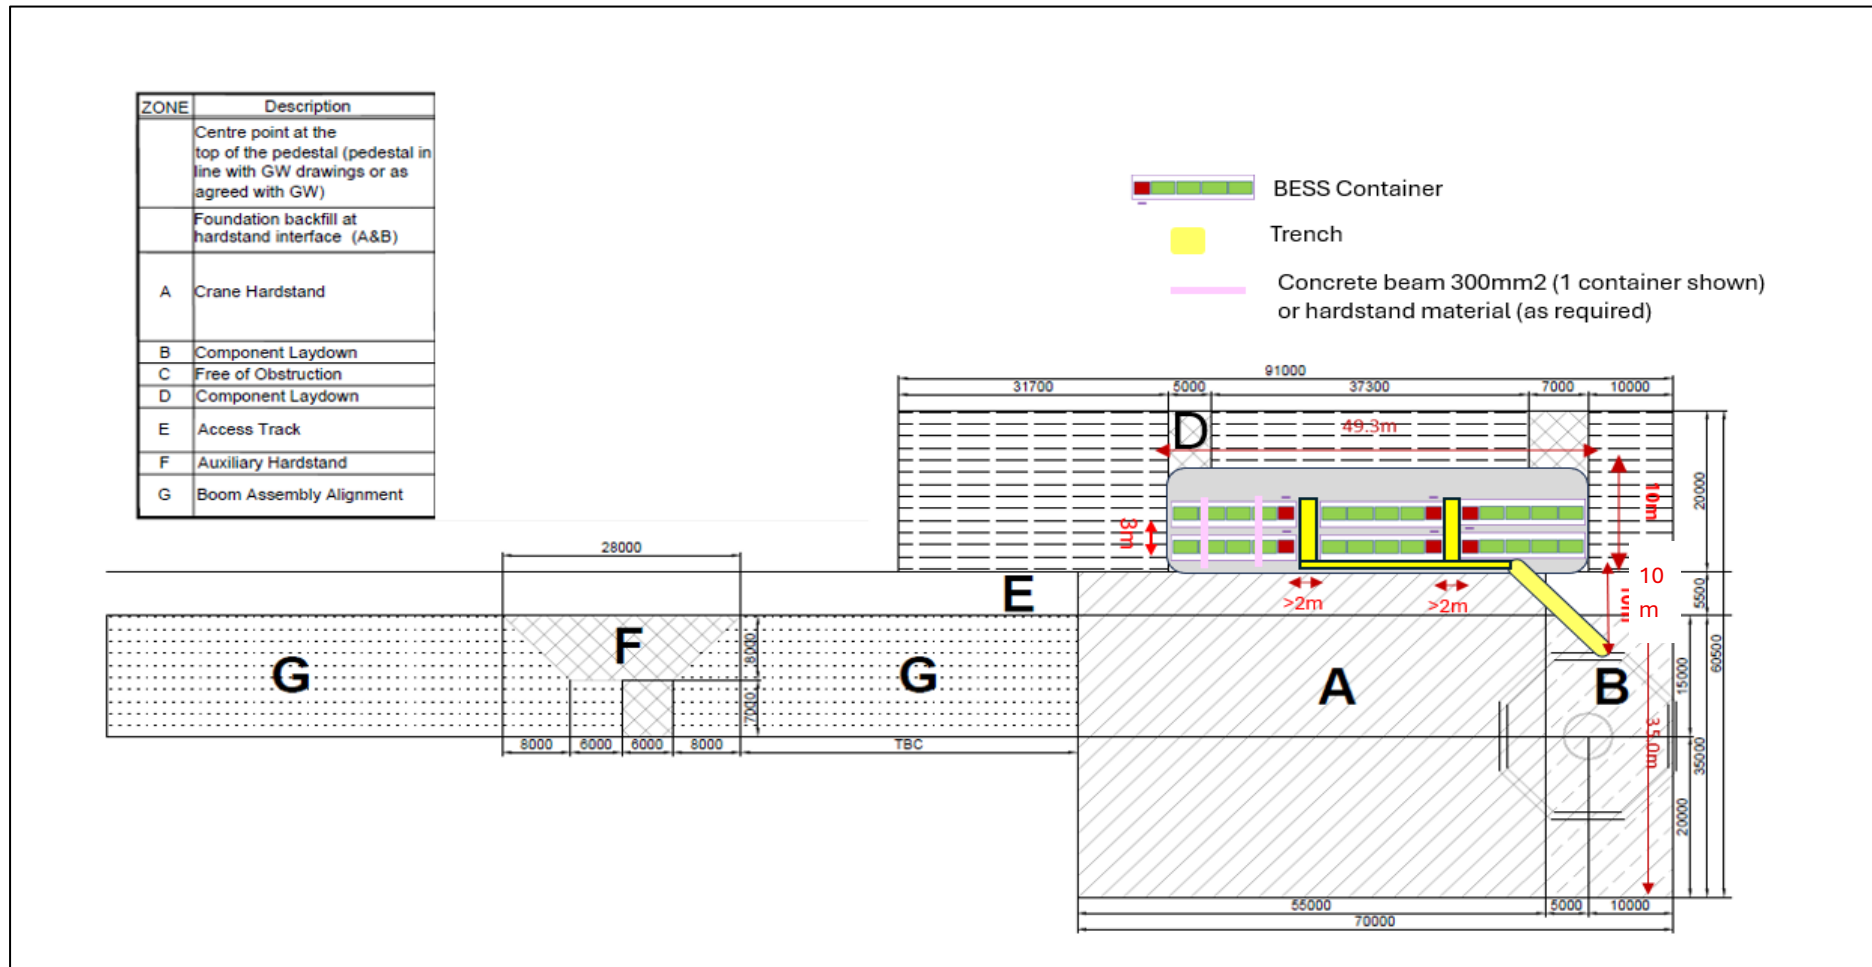 ZONE Description
Centre point at the
top of the pedestal (pedestal in
line with GW drawings or as
agreed with GW)
Foundation backfill at
hardstand interface (A&B)
A Crane Hardstand
B Component Laydown
C Free of Obstruction
D Component Laydown
E Access Track
F Auxiliary Hardstand
G Boom Assembly Alignment
BESS Container
Trench
Concrete beam 300mm2 (1 container shown)
or hardstand material (as required)
91000
31700 5000 37300 7000 10000
D
49.3m
10m
20000
3m
28000
>2m >2m
10
m
5500
E
F
8000
7000
G
G
A
B
15000
60500
35000
35.0m
20000
8000 6000 6000 8000 TBC
55000 5000 10000
70000